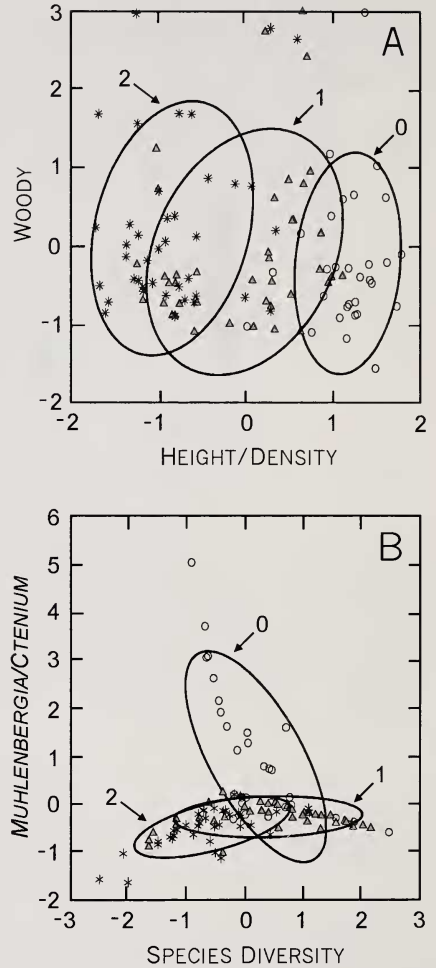 3
A
2
1
2
0
WOODY
1
0
-1
-2
-2 -1 0 1 2
HEIGHT/DENSITY
6
B
5
4
0
MUHLENBERGIA/CTENIUM
3
2
1
2
1
0
-1
-2
-3 -2 -1 0 1 2 3
SPECIES DIVERSITY